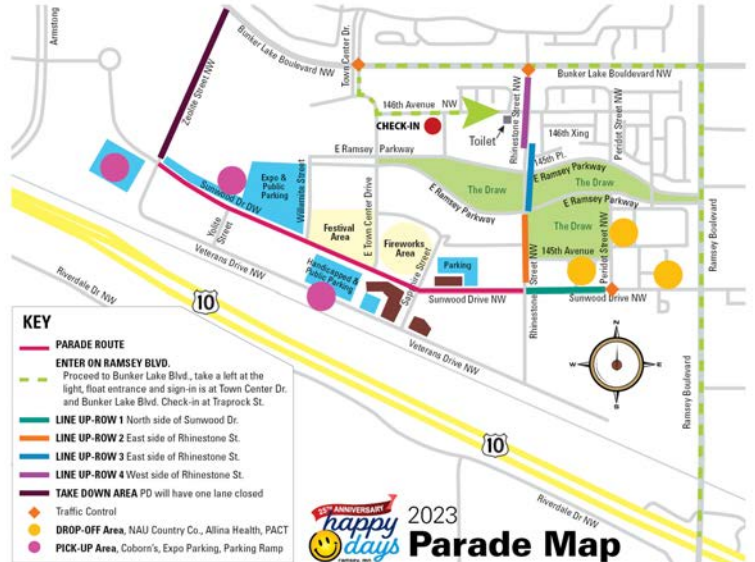 Armstong
Zeolite Street NW
Bunker Lake Boulevard NW
Town Center Dr.
Bunker Lake Bouldevard NW
146th Avenue NW
CHECK-IN
Toilet
Rhinestone Street NW
146th Xing
Peridot Street NW
145th Pl.
E Ramsey Parkway
E Ramsey Parkway
The Draw
The Draw
E Ramsey Parkway
E Ramsey Parkway
The Draw
Ramsey Boulevard
Expo &
Public
Parking
Willemite Street
Sunwood Dr DW
Yolite
Street
Festival
Area
E Town Center Drive
Fireworks
Area
Handicapped &
Public Parking
Sapphire Street
Parking
145th Avenue
Peridot Street NW
Rhinestone Street NW
Sunwood Drive NW
Sunwood Drive NW
Veterans Drive NW
Veterans Drive NW
Riverdale Dr NW
10
10
Riverdale Dr NW
Ramsey Boulevard
N
W
E
S
KEY
PARADE ROUTE
ENTER ON RAMSEY BLVD.
Proceed to Bunker Lake Blvd., take a left at the
light, float entrance and sign-in is at Town Center Dr.
and Bunker Lake Blvd. Check-in at Traprock St.
LINE UP-ROW 1 North side of Sunwood Dr.
LINE UP-ROW 2 East side of Rhinestone St.
LINE UP-ROW 3 East side of Rhinestone St.
LINE UP-ROW 4 West side of Rhinestone St.
TAKE DOWN AREA PD will have one lane closed
Traffic Control
DROP-OFF Area, NAU Country Co., Allina Health, PACT
PICK-UP Area, Coborn's, Expo Parking, Parking Ramp
25TH ANNIVERSARY
happy
days
2023
Parade Map